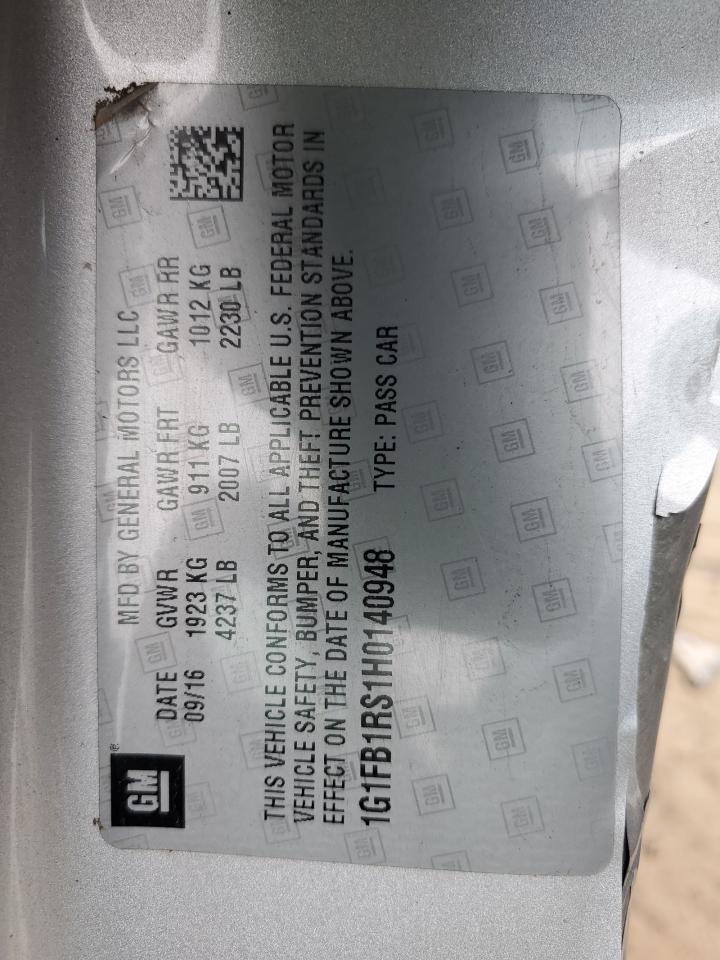 GM®
MFD BY GENERAL MOTORS LLC
DATE GVWR GAWR FRT GAWR RR
09/16 1923 KG 911 KG 1012 KG
4237 LB 2007 LB 2230 LB
THIS VEHICLE CONFORMS TO ALL APPLICABLE U.S. FEDERAL MOTOR
VEHICLE SAFETY, BUMPER, AND THEFT PREVENTION STANDARDS IN
EFFECT ON THE DATE OF MANUFACTURE SHOWN ABOVE.
1G1FB1RS1H0140948 TYPE: PASS CAR